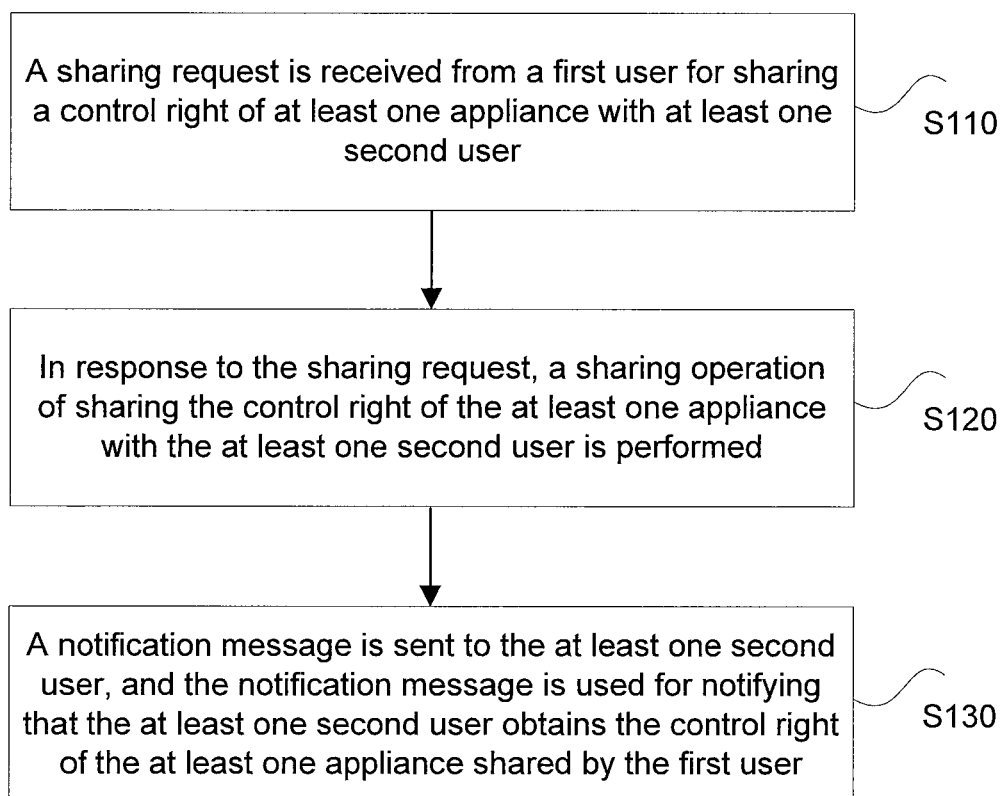 A sharing request is received from a first user for sharing
a control right of at least one appliance with at least one
second user
S110
In response to the sharing request, a sharing operation
of sharing the control right of the at least one appliance
with the at least one second user is performed
S120
A notification message is sent to the at least one second
user, and the notification message is used for notifying
that the at least one second user obtains the control right
of the at least one appliance shared by the first user
S130